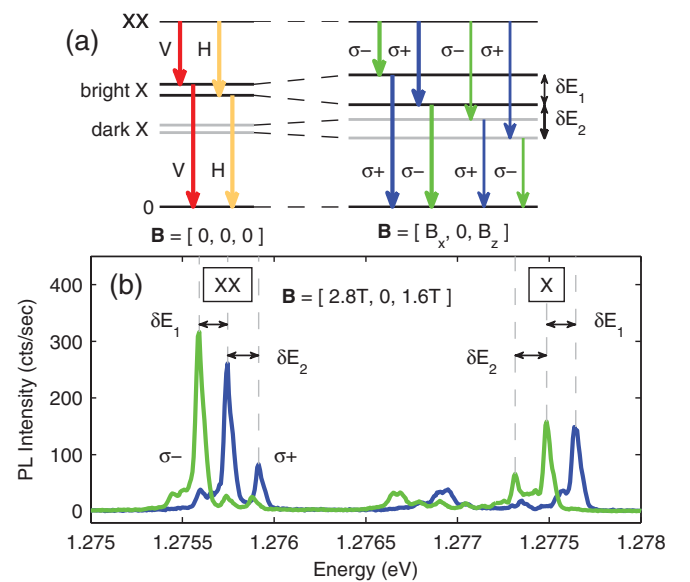 (a)
XX
V H σ− σ+ σ− σ+
bright X
δE1
dark X
δE2
V H σ+ σ− σ+ σ−
0
B = [ 0, 0, 0 ] B = [ Bx, 0, Bz ]
(b)
XX B = [ 2.8T, 0, 1.6T ] X
δE1 δE1
δE2 δE2
σ− σ+
PL Intensity (cts/sec)
400
300
200
100
0
1.275 1.2755 1.276 1.2765 1.277 1.2775 1.278
Energy (eV)